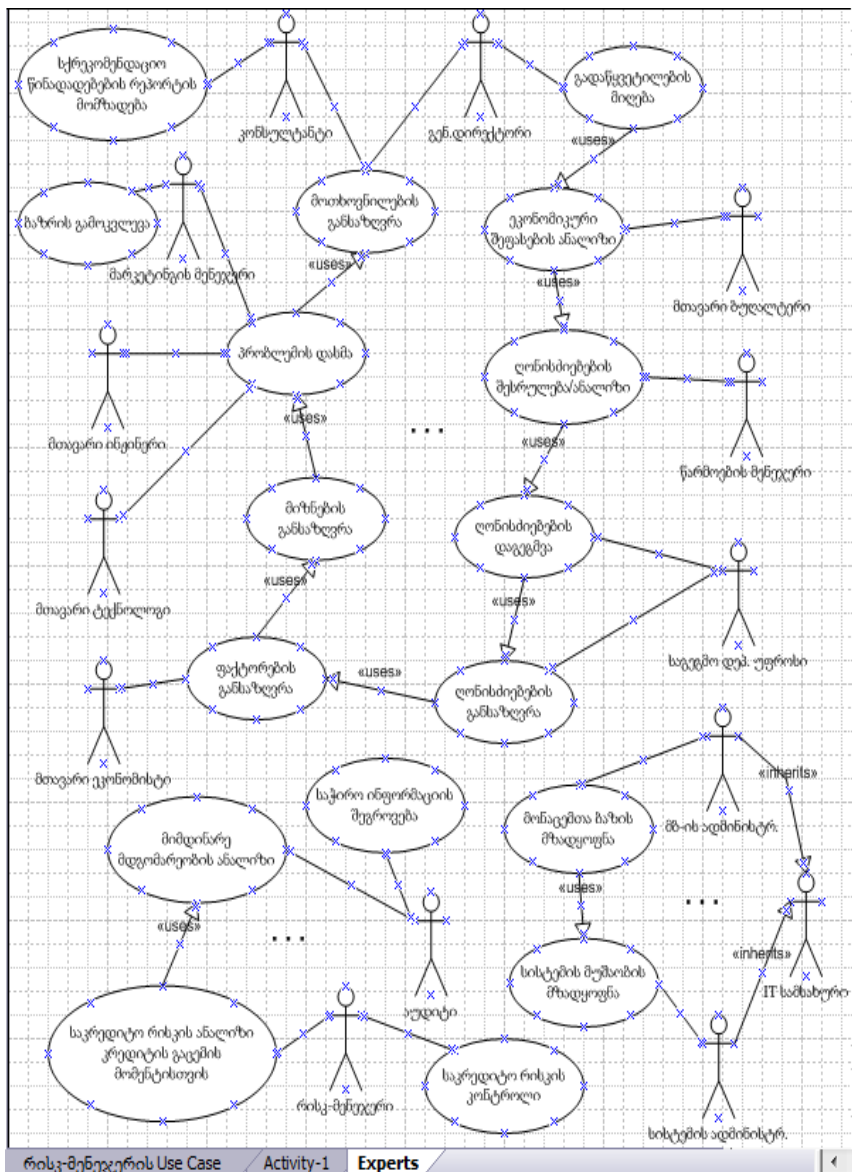 სქრეკომენდაციო
წინადადებების რეპორტის
მომზადება
კონსულტანტი
გენ.დირექტორი
გადაწყვეტილების
მიღება
«uses»
ბაზრის გამოკვლევა
მარკეტინგის მენეჯერი
მოთხოვნილების
განსაზღვრა
«uses»
ეკონომიკური
შეფასების ანალიზი
«uses»
მთავარი ბუღალტერი
პრობლემის დასმა
მთავარი ინჟინერი
«uses»
...
ღონისძიებების
შესრულება/ანალიზი
«uses»
წარმოების მენეჯერი
მიზნების
განსაზღვრა
«uses»
მთავარი ტექნოლოგი
ღონისძიებების
დაგეგმვა
«uses»
საგეგმო დეპ. უფროსი
ფაქტორების
განსაზღვრა
«uses»
ღონისძიებების
განსაზღვრა
მთავარი ეკონომისტი
საჭირო ინფორმაციის
შეგროვება
მიმდინარე
მდგომარეობის ანალიზი
«uses»
...
აუდიტი
მონაცემთა ბაზის
მზადყოფნა
«uses»
მბ-ის ადმინისტრ.
«inherits»
...
სისტემის მუშაობის
მზადყოფნა
«inherits»
IT სამსახური
საკრედიტო რისკის ანალიზი
კრედიტის გაცემის
მომენტისთვის
რისკ-მენეჯერი
საკრედიტო რისკის
კონტროლი
სისტემის ადმინისტრ.
რისკ-მენეჯერის Use Case
Activity-1
Experts